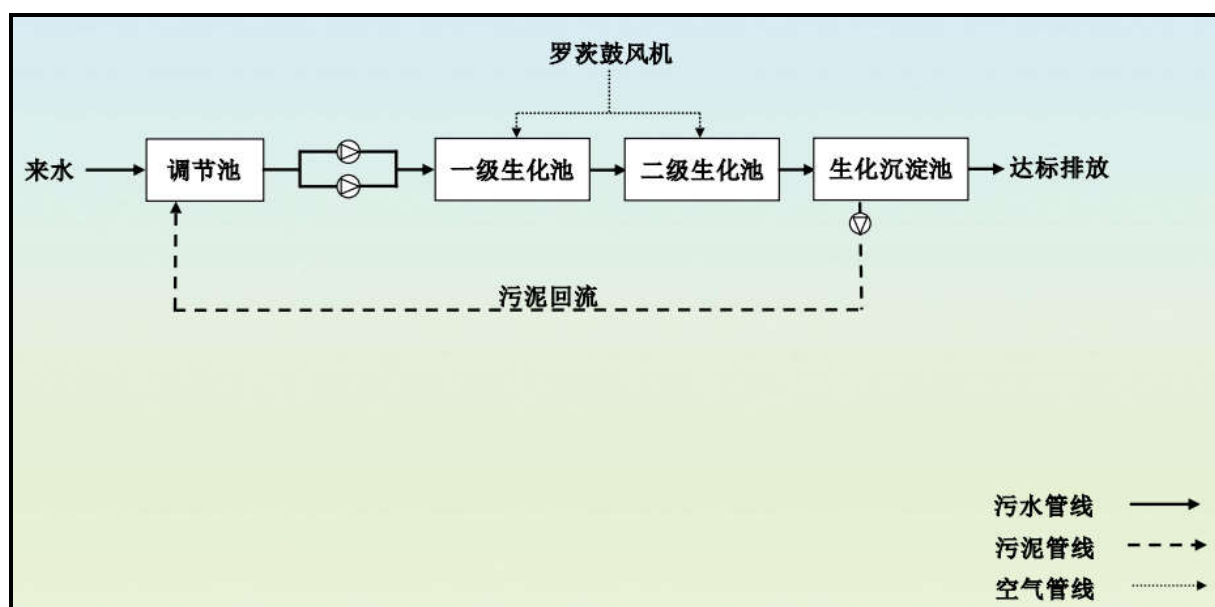 罗茨鼓风机
来水
调节池
一级生化池
二级生化池
生化沉淀池
达标排放
污泥回流
污水管线
污泥管线
空气管线